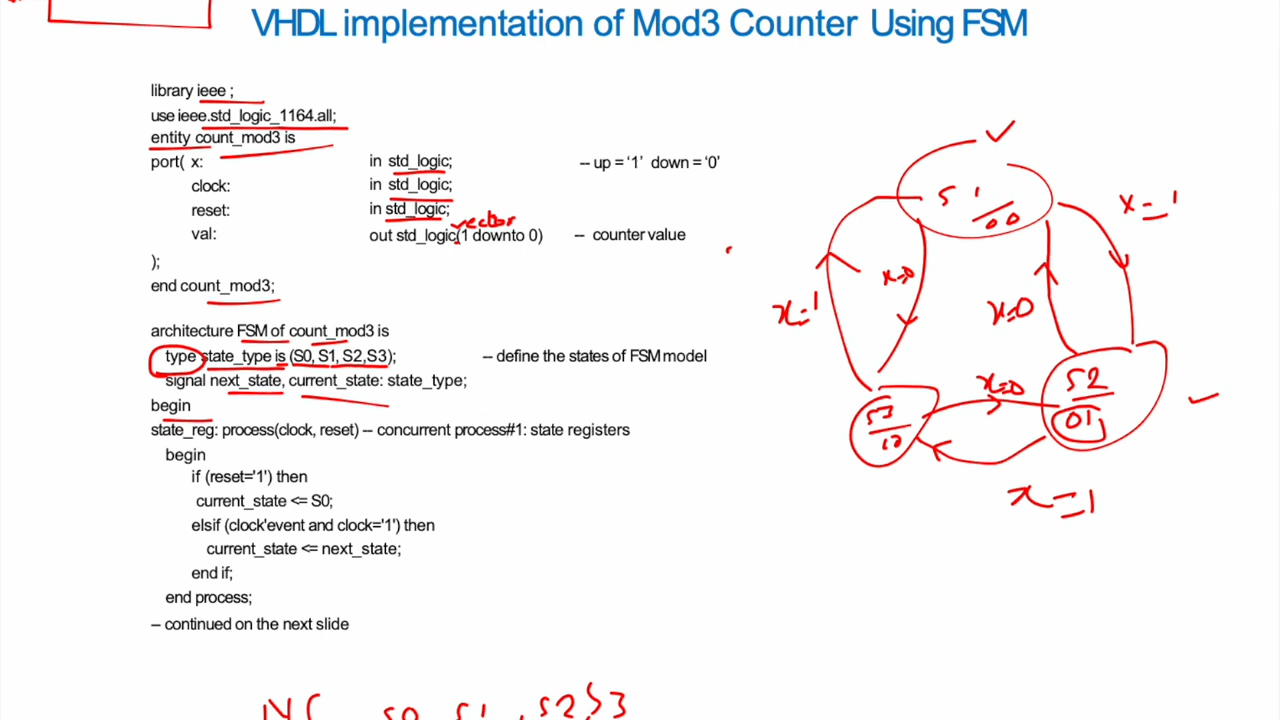 VHDL implementation of Mod3 Counter Using FSM
library ieee ;
use ieee.std_logic_1164.all;
entity count_mod3 is
port( x: in std_logic; -- up = ‘1’ down = ‘0’
clock: in std_logic;
reset: in std_logic;
vector
val: out std_logic(1 downto 0) -- counter value
);
end count_mod3;
architecture FSM of count_mod3 is
type state_type is (S0, S1, S2,S3); -- define the states of FSM model
signal next_state, current_state: state_type;
begin
state_reg: process(clock, reset) -- concurrent process#1: state registers
begin
if (reset='1') then
current_state <= S0;
elsif (clock'event and clock='1') then
current_state <= next_state;
end if;
end process;
-- continued on the next slide
S1
00
x=1
x=0
x=1
x=0
x=0
S2
01
S3
10
x=1
S0 S1, S2 S3